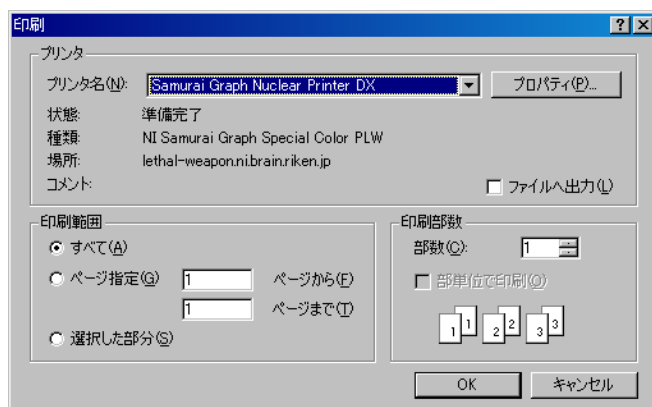 印刷
プリンタ
プリンタ名(N): Samurai Graph Nuclear Printer DX プロパティ(P)...
状態: 準備完了
種類: NI Samurai Graph Special Color PLW
場所: lethal-weapon.ni.brain.riken.jp
コメント: ファイルへ出力(L)
印刷範囲 印刷部数
すべて(A) 部数(C): 1
ページ指定(G) 1 ページから(F) 部単位で印刷(O)
1 ページまで(T) 1 1 2 2 3 3
選択した部分(S)
OK キャンセル